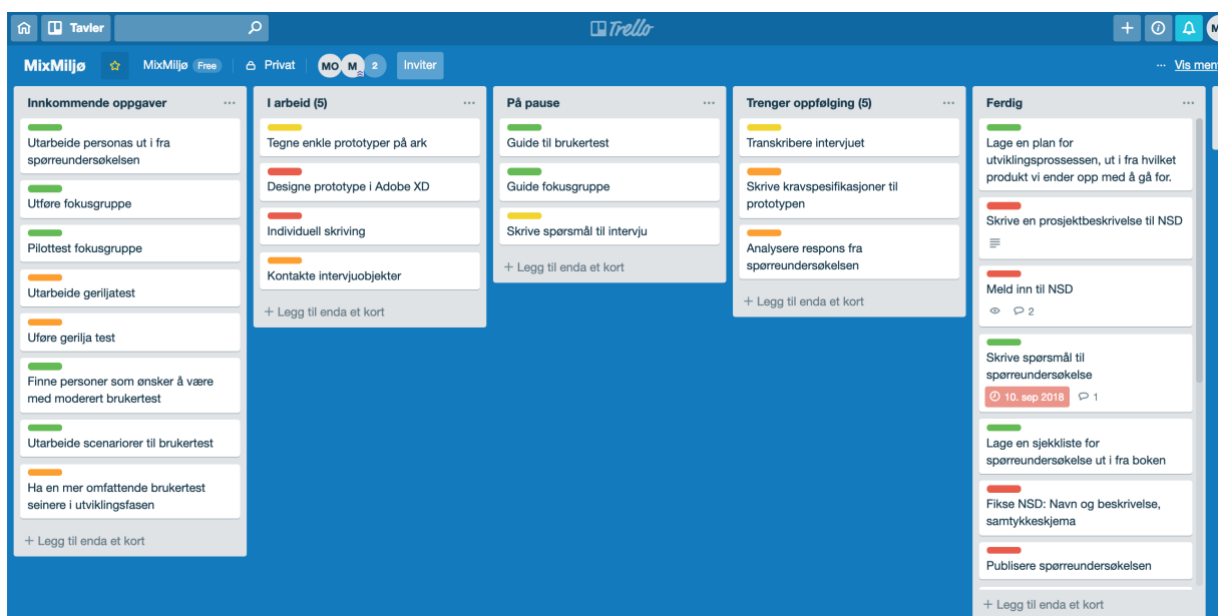 Tavler
Trello
MixMiljø
MixMiljø Free
Privat
MO M 2
Inviter
... Vis men
Innkommende oppgaver
Utarbeide personas ut i fra
spørreundersøkelsen
Utføre fokusgruppe
Pilottest fokusgruppe
Utarbeide geriljatest
Uføre gerilja test
Finne personer som ønsker å være
med moderert brukertest
Utarbeide scenariorer til brukertest
Ha en mer omfattende brukertest
seinere i utviklingsfasen
+ Legg til enda et kort
I arbeid (5)
Tegne enkle prototyper på ark
Designe prototype i Adobe XD
Individuell skriving
Kontakte intervjuobjekter
+ Legg til enda et kort
På pause
Guide til brukertest
Guide fokusgruppe
Skrive spørsmål til intervju
+ Legg til enda et kort
Trenger oppfølging (5)
Transkribere intervjuet
Skrive kravspesifikasjoner til
prototypen
Analysere respons fra
spørreundersøkelsen
+ Legg til enda et kort
Ferdig
Lage en plan for
utviklingsprossessen, ut i fra hvilket
produkt vi ender opp med å gå for.
Skrive en prosjektbeskrivelse til NSD
Meld inn til NSD
2
Skrive spørsmål til
spørreundersøkelse
10. sep 2018 1
Lage en sjekkliste for
spørreundersøkelse ut i fra boken
Fikse NSD: Navn og beskrivelse,
samtykkeskjema
Publisere spørreundersøkelsen
+ Legg til enda et kort